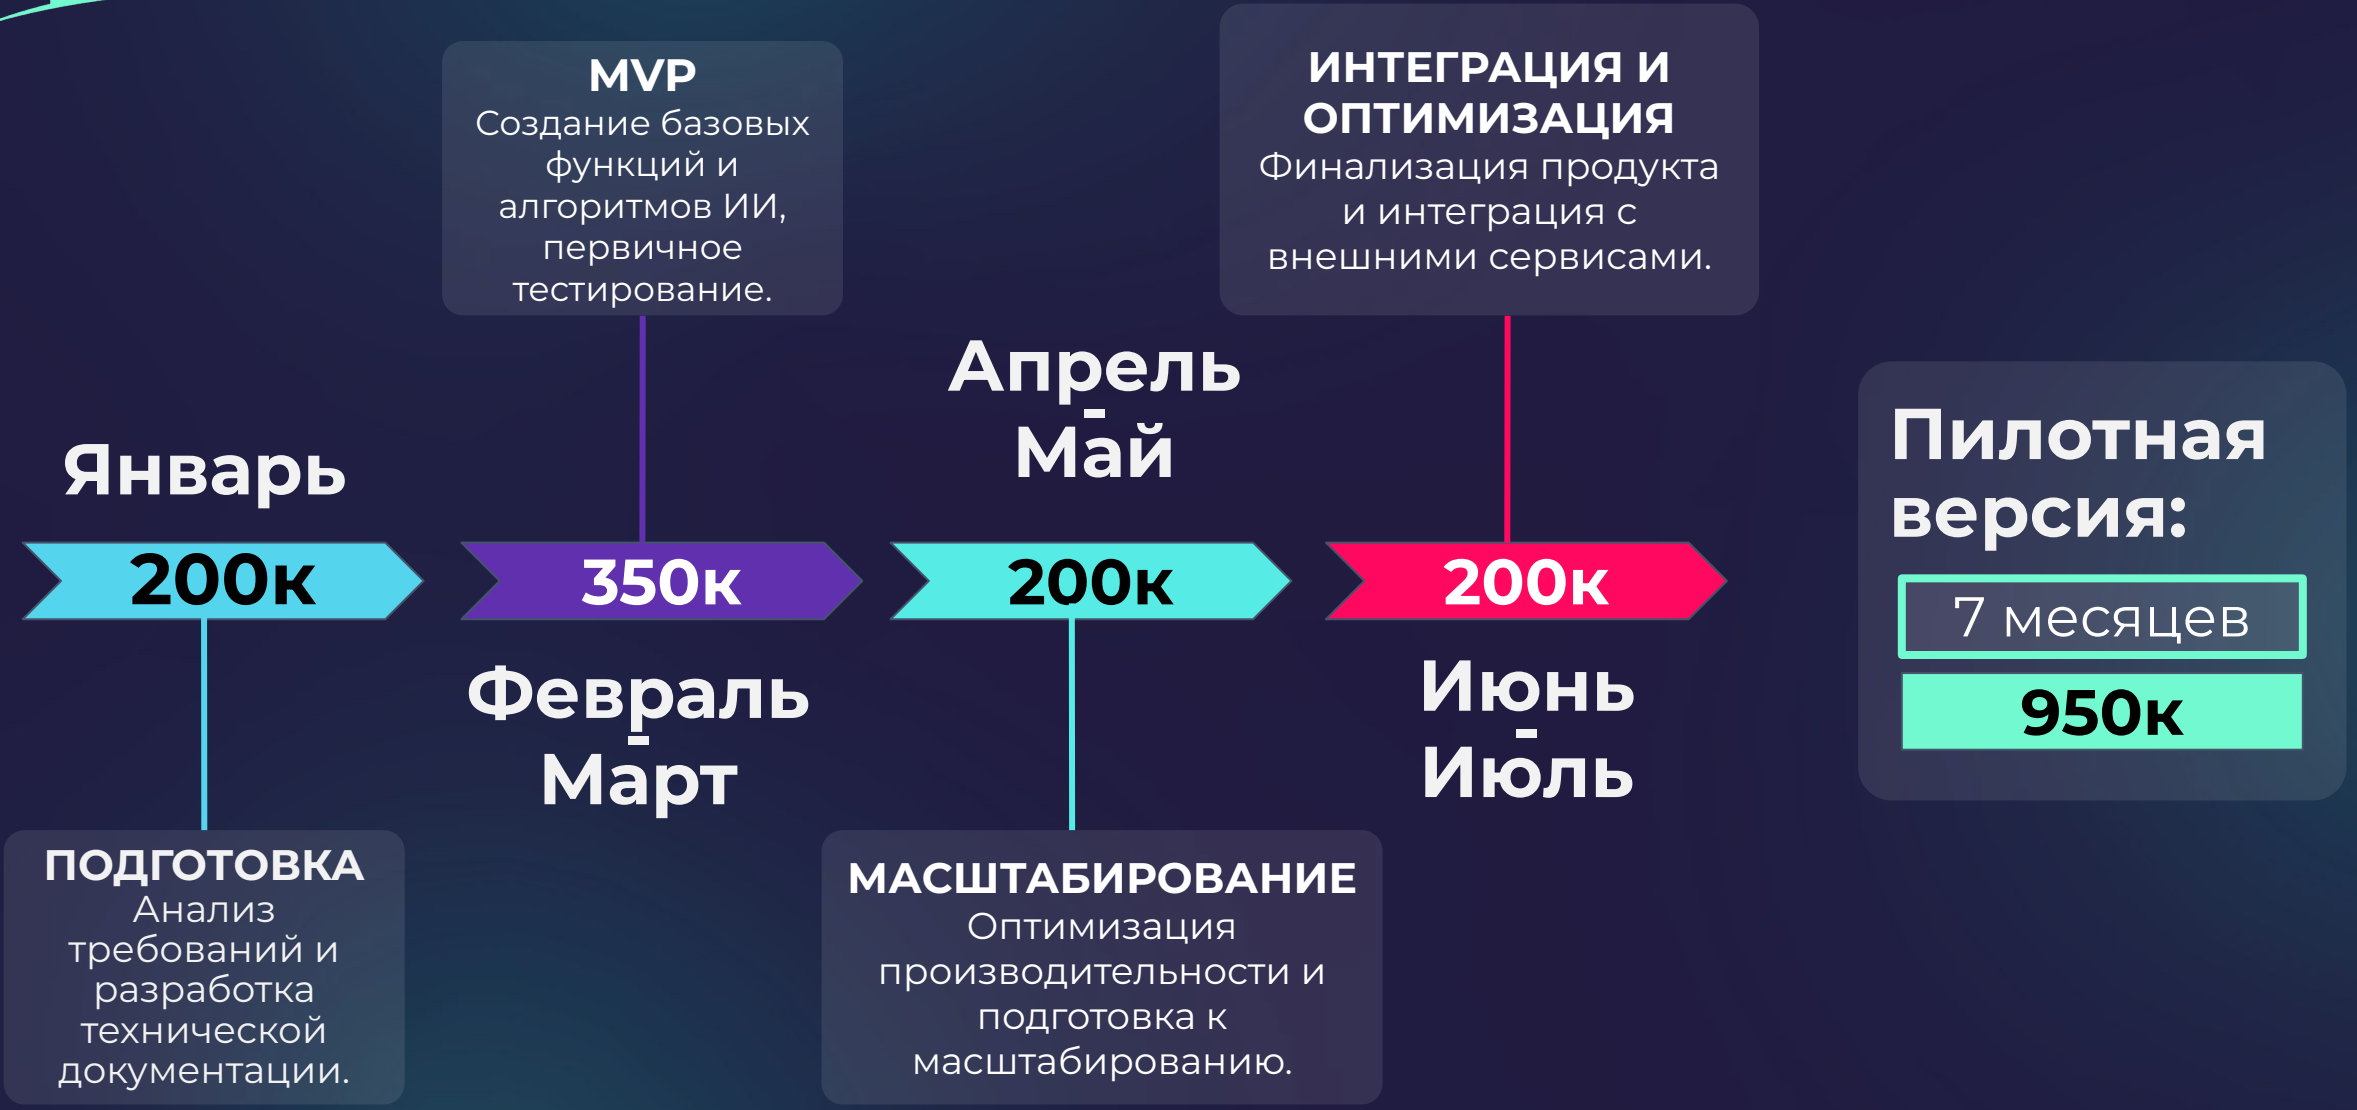 Январь
200к
ПОДГОТОВКА
Анализ
требований и
разработка
технической
документации.
MVP
Создание базовых
функций и
алгоритмов ИИ,
первичное
тестирование.
350к
Февраль
-
Март
Апрель
-
Май
200к
МАСШТАБИРОВАНИЕ
Оптимизация
производительности и
подготовка к
масштабированию.
ИНТЕГРАЦИЯ И
ОПТИМИЗАЦИЯ
Финализация продукта
и интеграция с
внешними сервисами.
200к
Июнь
-
Июль
Пилотная
версия:
7 месяцев
950к